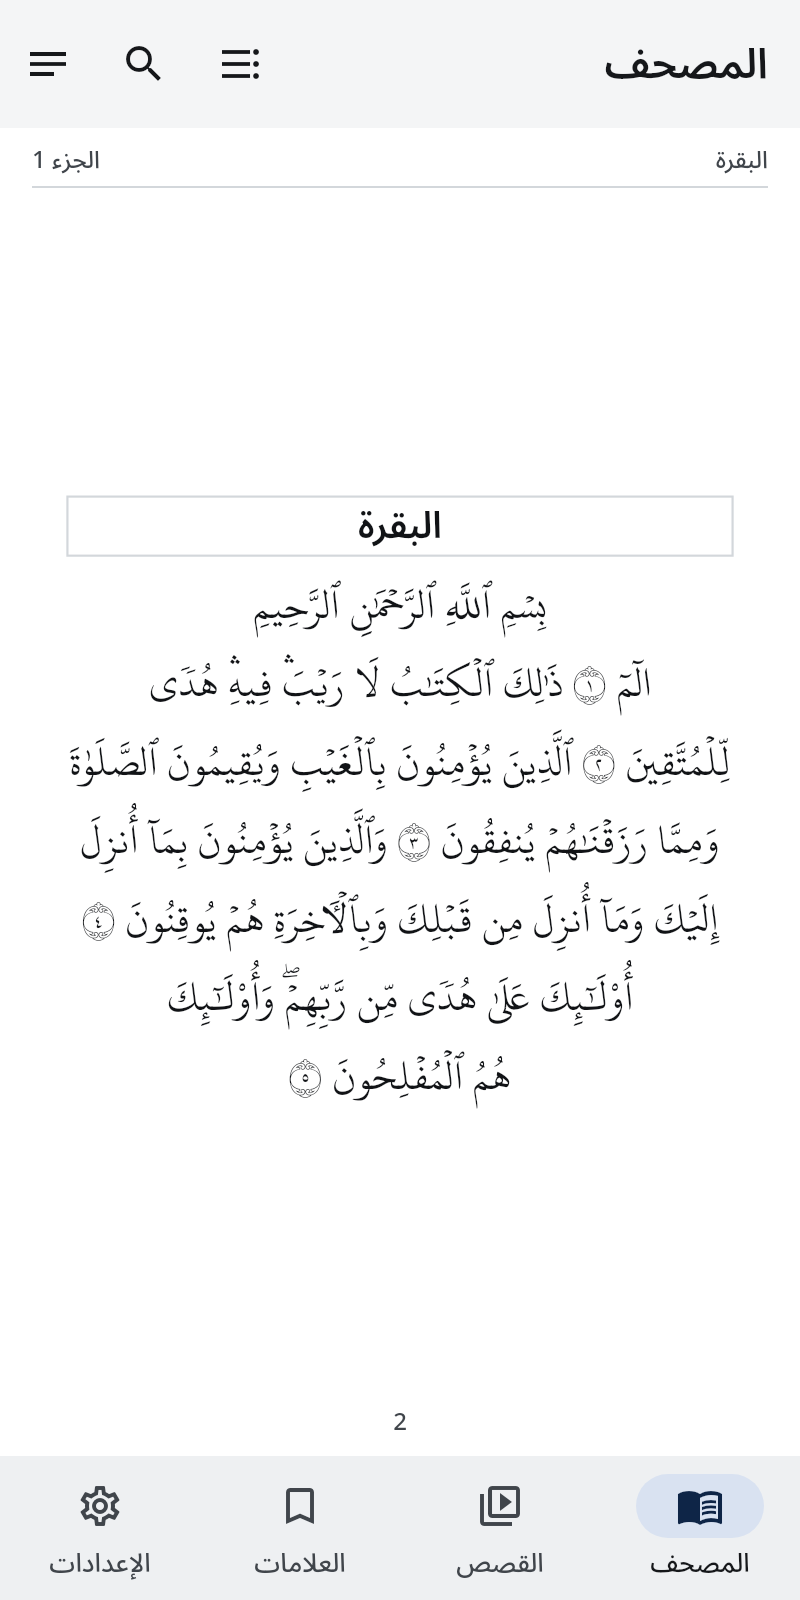 المصحف
البقرة
الجزء 1
البقرة
بِسْمِ ٱللَّهِ ٱلرَّحْمَٰنِ ٱلرَّحِيمِ
الٓمٓ ١ ذَٰلِكَ ٱلْكِتَٰبُ لَا رَيْبَ ۛ فِيهِ ۛ هُدًى
لِّلْمُتَّقِينَ ٢ ٱلَّذِينَ يُؤْمِنُونَ بِٱلْغَيْبِ وَيُقِيمُونَ ٱلصَّلَوٰةَ
وَمِمَّا رَزَقْنَٰهُمْ يُنفِقُونَ ٣ وَٱلَّذِينَ يُؤْمِنُونَ بِمَآ أُنزِلَ
إِلَيْكَ وَمَآ أُنزِلَ مِن قَبْلِكَ وَبِٱلْـَٔاخِرَةِ هُمْ يُوقِنُونَ ٤
أُو۟لَـٰٓئِكَ عَلَىٰ هُدًى مِّن رَّبِّهِمْ ۖ وَأُو۟لَـٰٓئِكَ
هُمُ ٱلْمُفْلِحُونَ ٥
2
المصحف
القصص
العلامات
الإعدادات